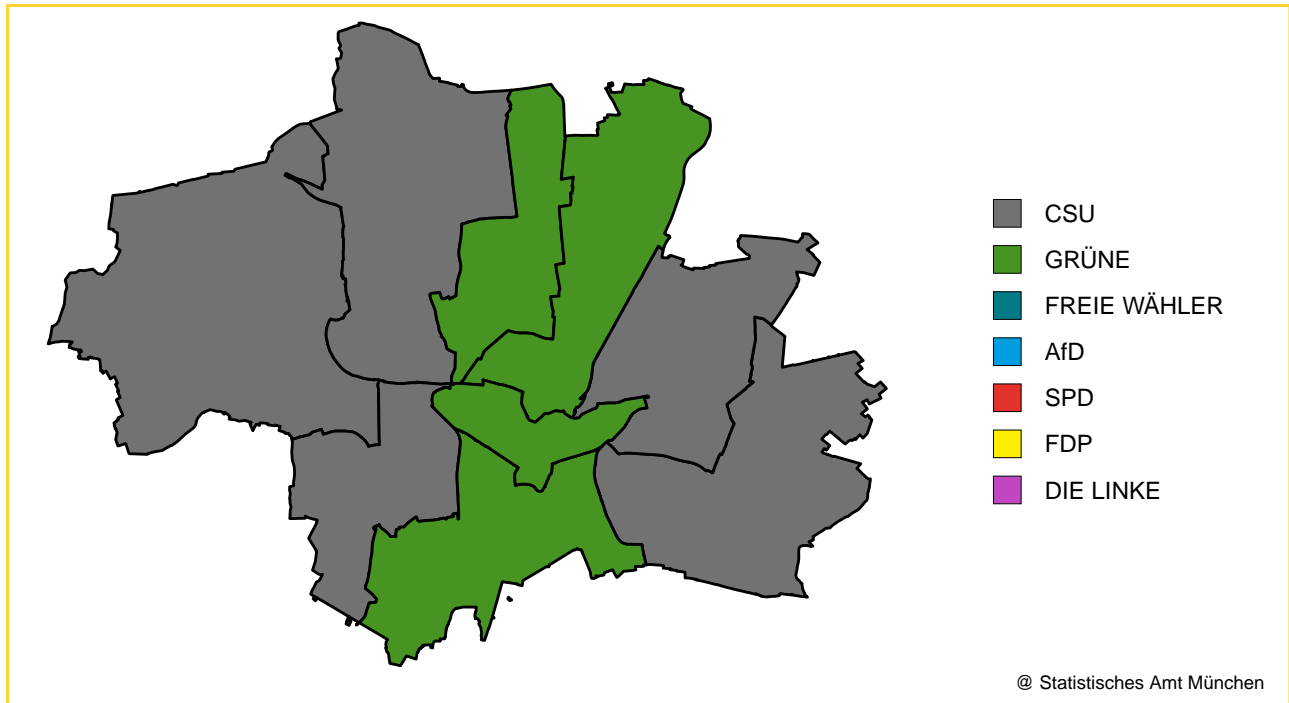 CSU
GRÜNE
FREIE WÄHLER
AfD
SPD
FDP
DIE LINKE
@ Statistisches Amt München